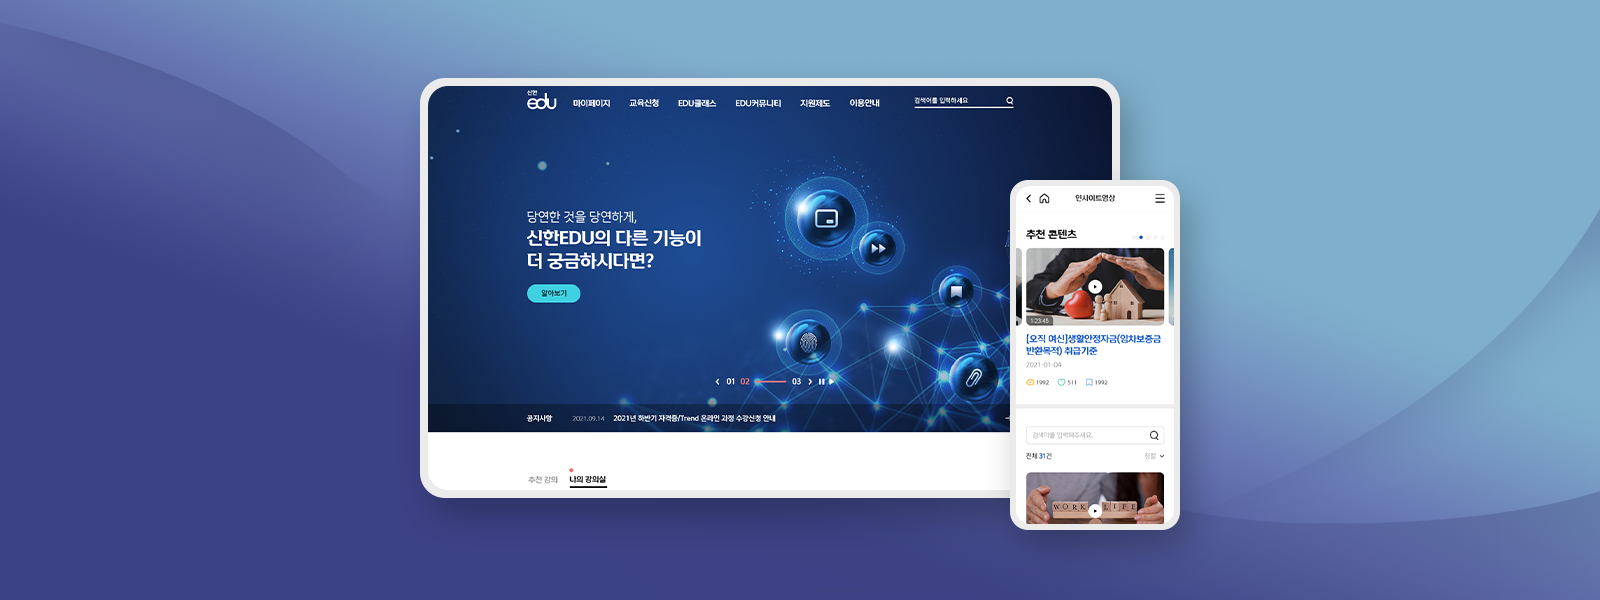 신한
edu
마이페이지 교육신청 EDU클래스 EDU커뮤니티 지원제도 이용안내 검색어를 입력하세요
당연한 것을 당연하게,
신한EDU의 다른 기능이
더 궁금하시다면?
알아보기
01 02 03
공지사항 2021.09.14 2021년 하반기 자격증/Trend 온라인 과정 수강신청 안내
추천 강의 나의 강의실
인사이트영상
추천 콘텐츠
1:23:45
[오직 여신]생활안정자금(임차보증금
반환목적) 취급기준
2021-01-04
1992 511 1992
검색어를 입력해주세요.
전체 31건 정렬
WORK LIFE